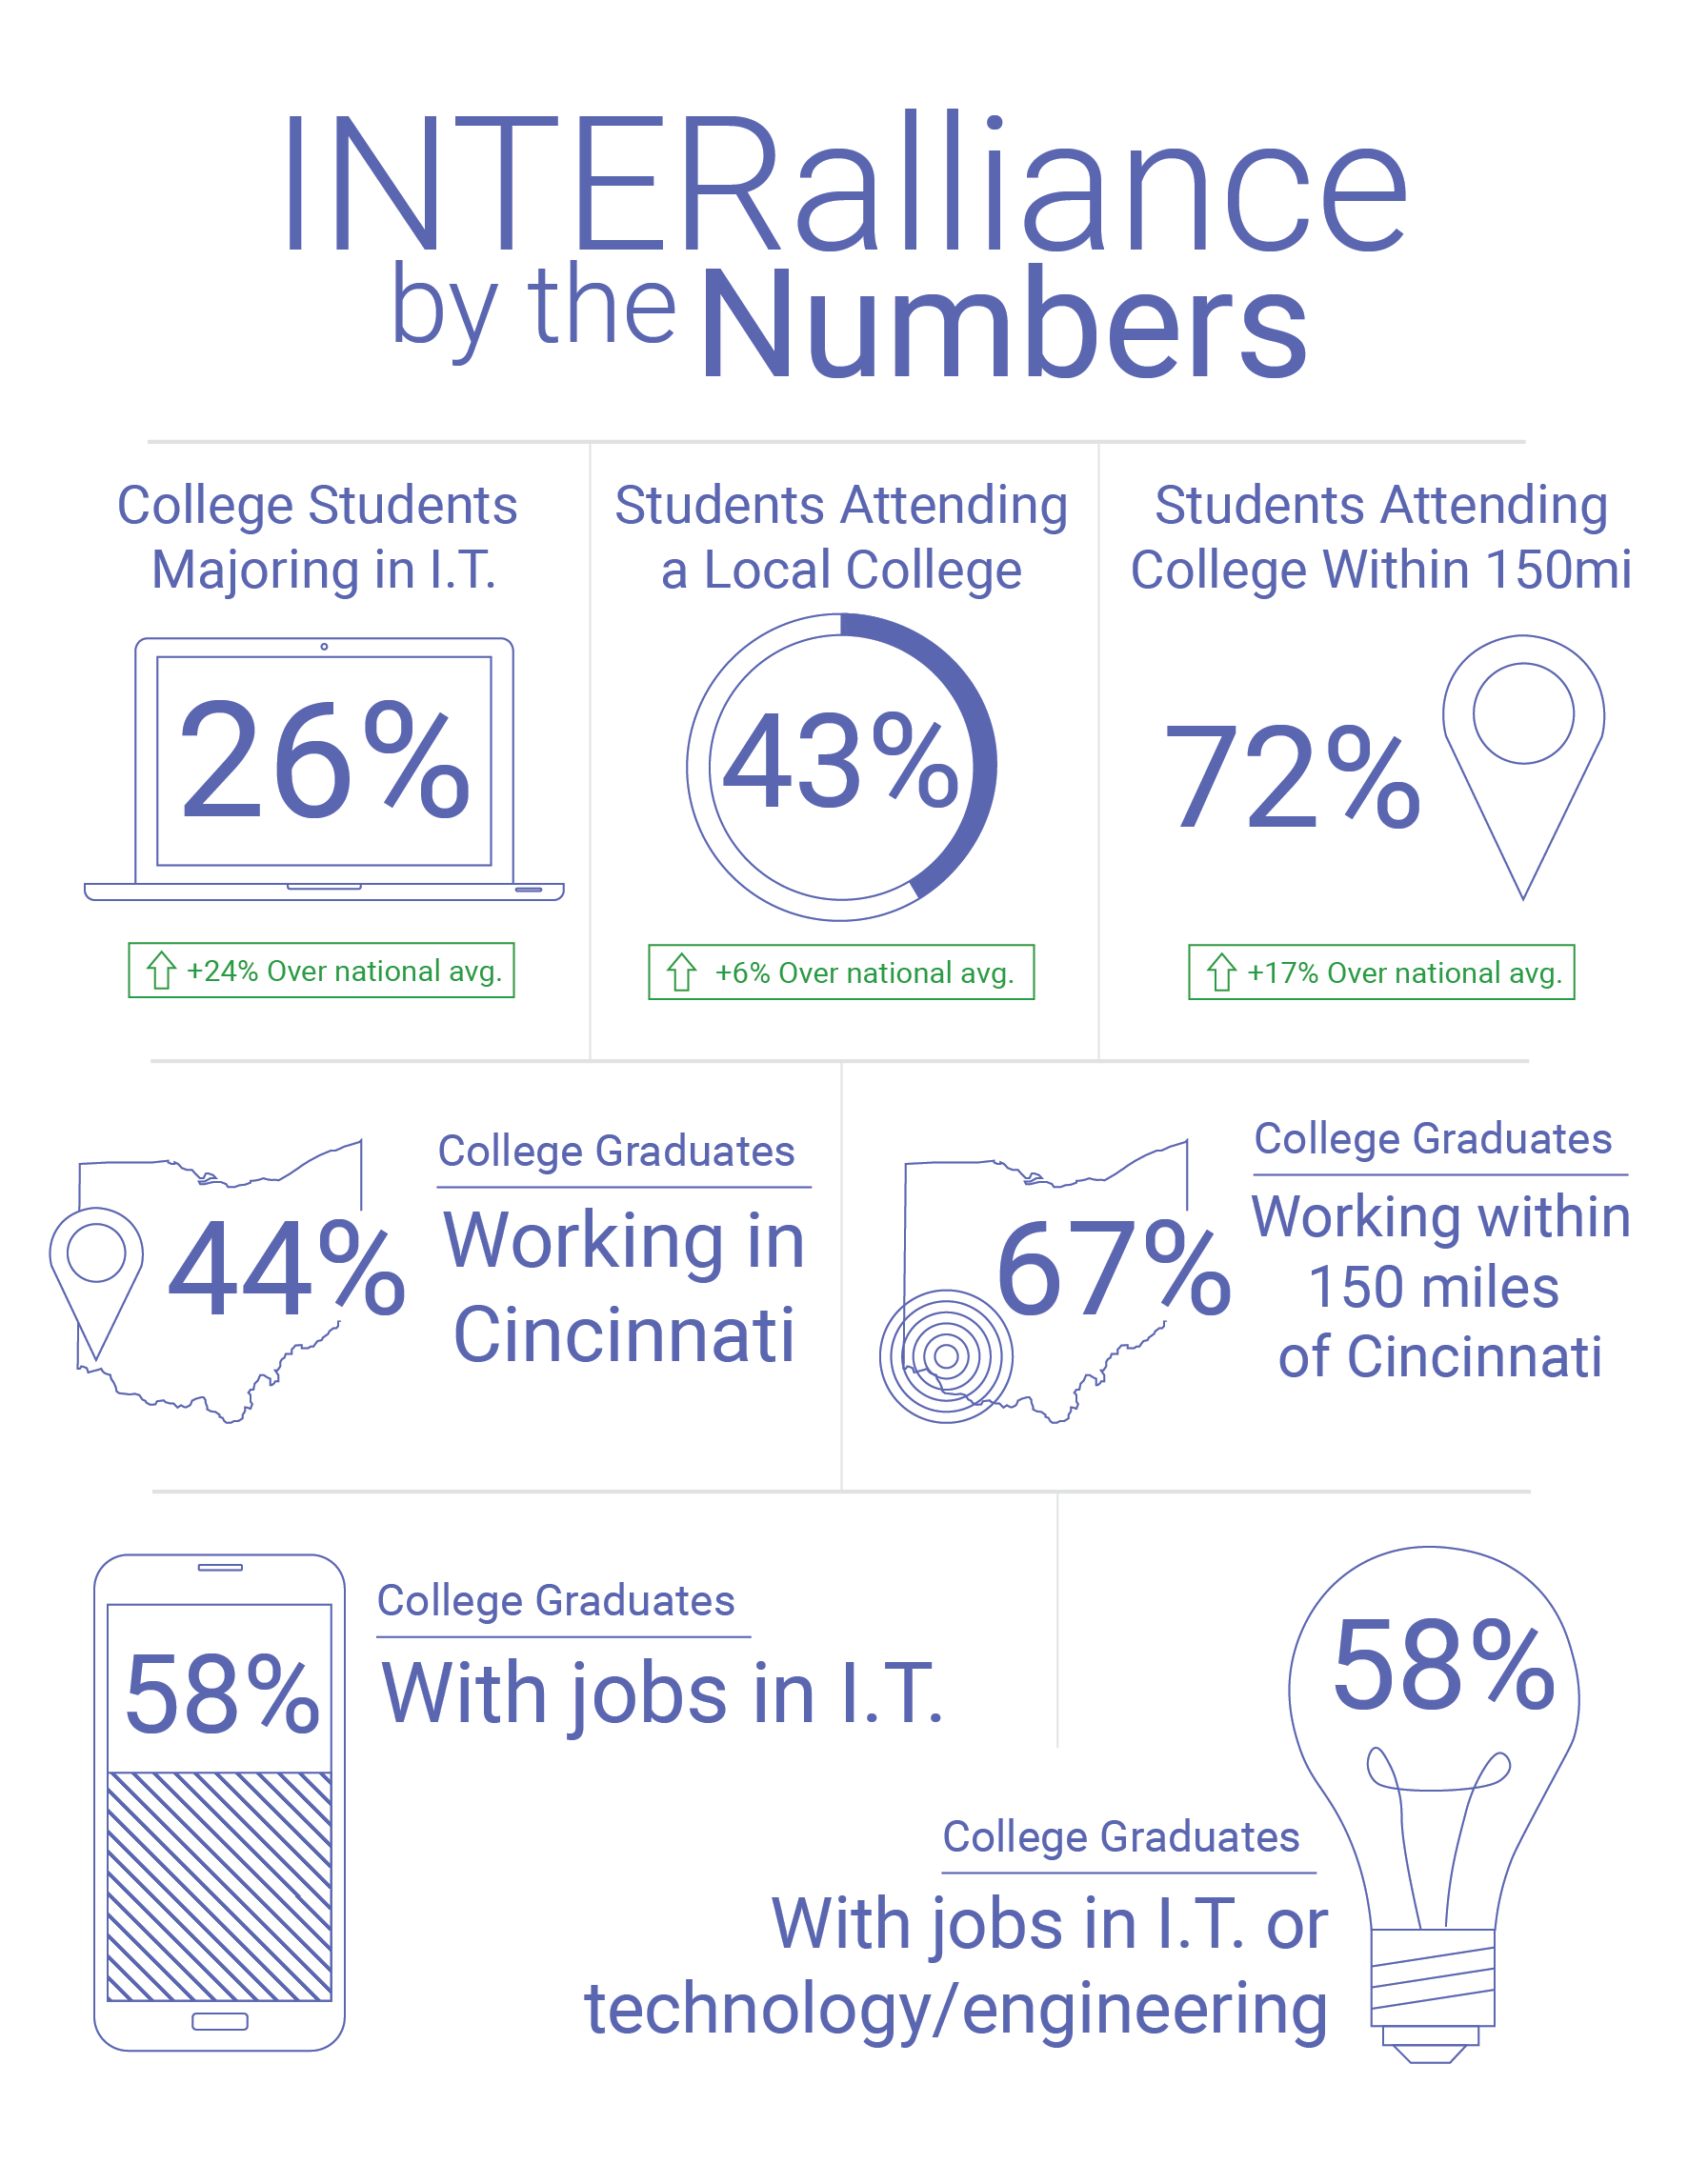 INTERalliance
by the Numbers
College Students
Majoring in I.T.
26%
+24% Over national avg.
Students Attending
a Local College
43%
+6% Over national avg.
Students Attending
College Within 150mi
72%
+17% Over national avg.
44%
College Graduates
Working in
Cincinnati
67%
College Graduates
Working within
150 miles
of Cincinnati
58%
College Graduates
With jobs in I.T.
58%
College Graduates
With jobs in I.T. or
technology/engineering